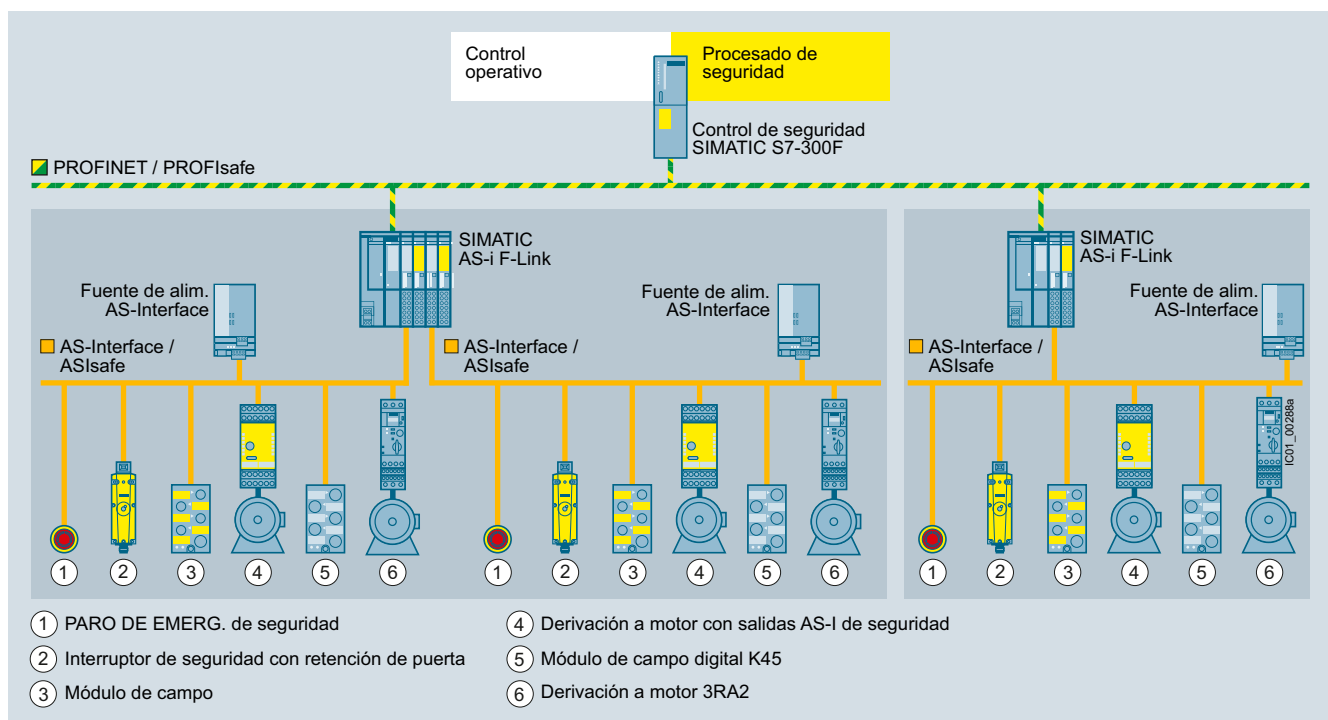 Control
operativo
Procesado de
seguridad
Control de seguridad
SIMATIC S7-300F
PROFINET / PROFIsafe
SIMATIC
AS-i F-Link
Fuente de alim.
AS-Interface
AS-Interface /
ASIsafe
Fuente de alim.
AS-Interface
AS-Interface /
ASIsafe
SIMATIC
AS-i F-Link
Fuente de alim.
AS-Interface
AS-Interface /
ASIsafe
IC01_00288a
1 2 3 4 5 6
1 2 3 4 5 6
1 2 3 4 5 6
1 PARO DE EMERG. de seguridad
2 Interruptor de seguridad con retención de puerta
3 Módulo de campo
4 Derivación a motor con salidas AS-I de seguridad
5 Módulo de campo digital K45
6 Derivación a motor 3RA2